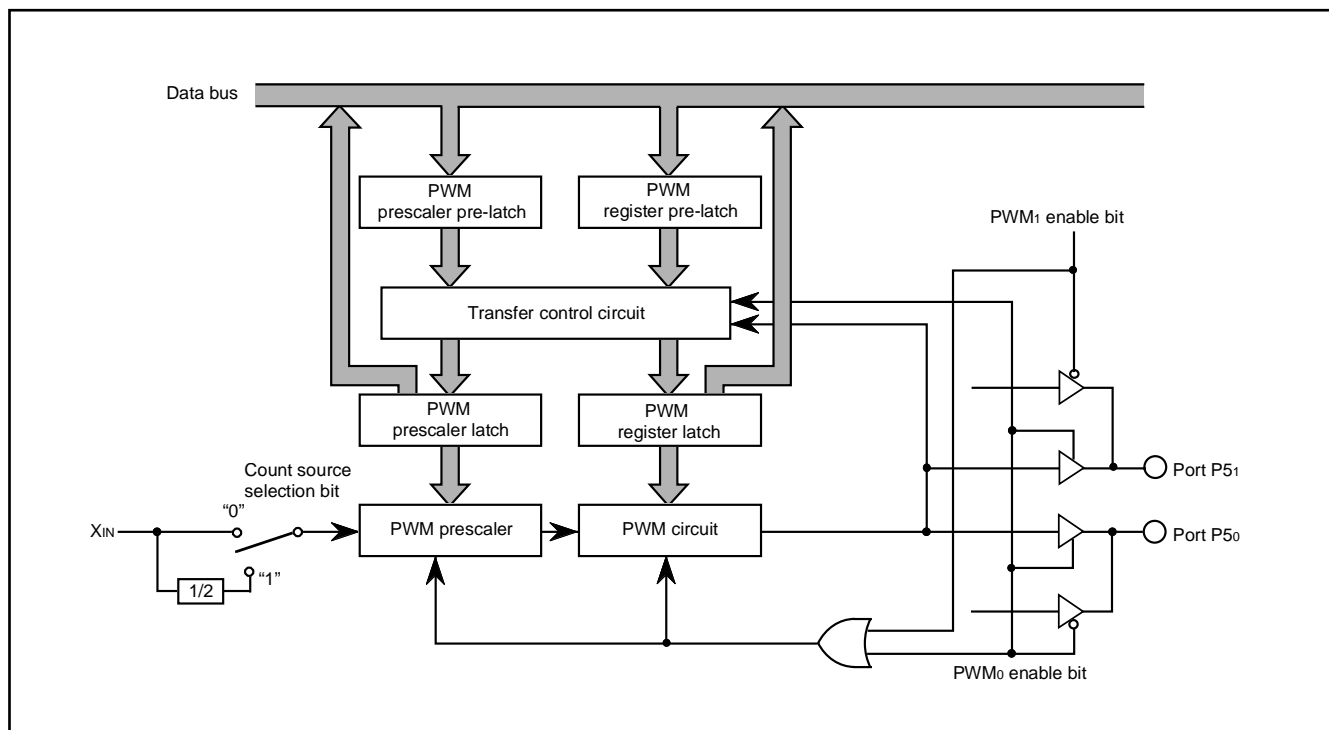 Data bus
PWM
prescaler pre-latch
PWM
register pre-latch
PWM1 enable bit
Transfer control circuit
PWM
prescaler latch
PWM
register latch
Count source
selection bit
Port P51
XIN
“0”
PWM prescaler
PWM circuit
Port P50
“1”
1/2
PWM0 enable bit